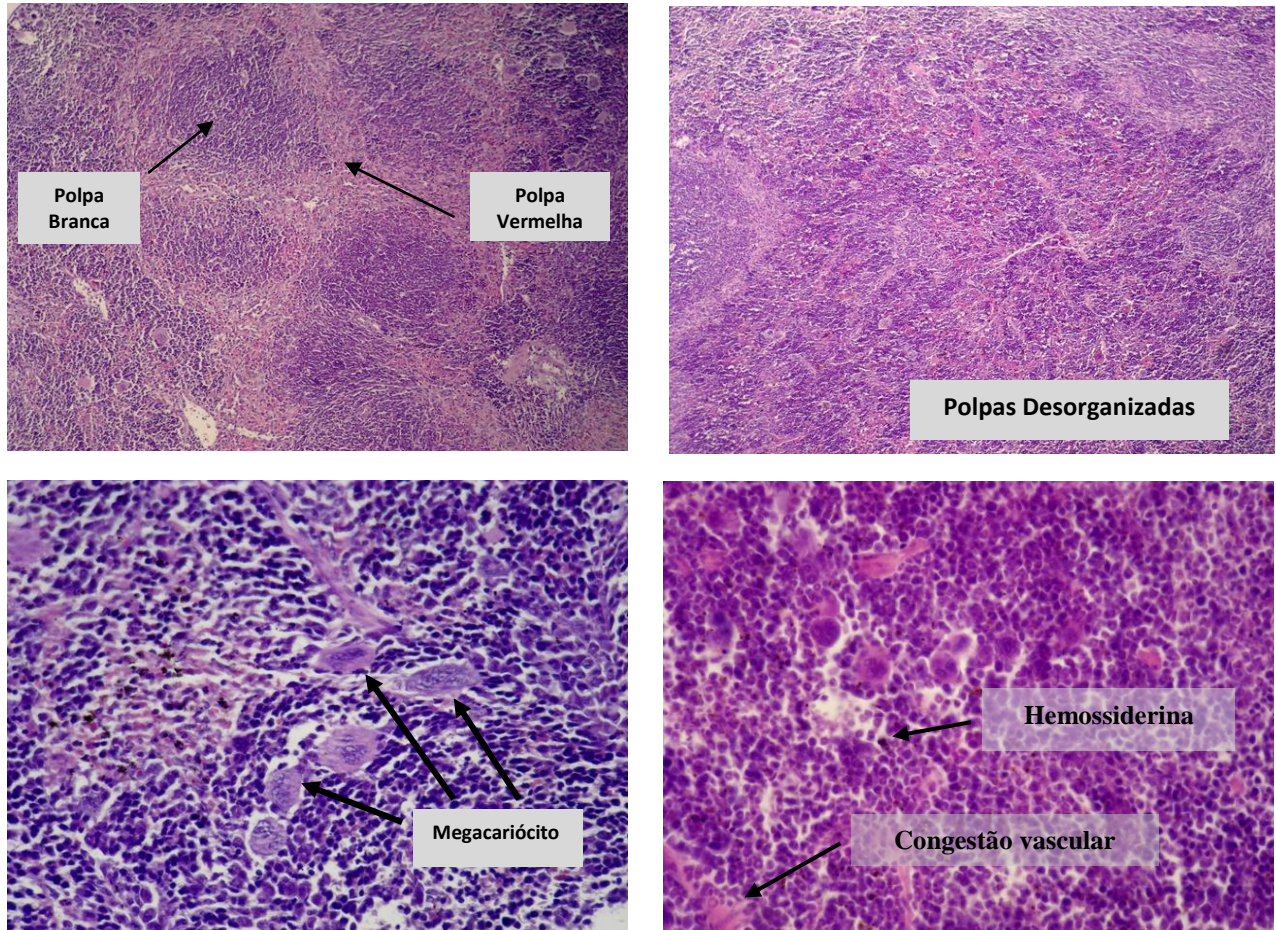 Polpa
Branca
Polpa
Vermelha
Polpas Desorganizadas
Megacariócito
Hemossiderina
Congestão vascular